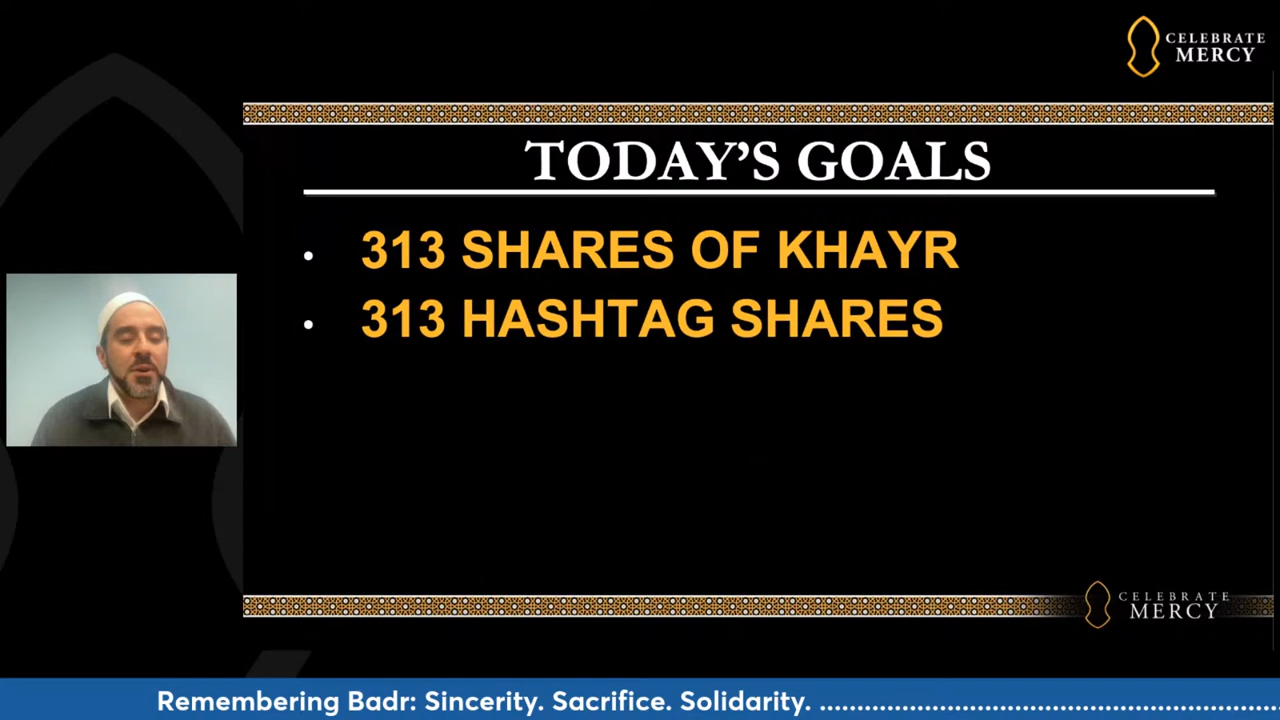 CELEBRATE
MERCY
TODAY'S GOALS
• 313 SHARES OF KHAYR
• 313 HASHTAG SHARES
CELEBRATE
MERCY
Remembering Badr: Sincerity. Sacrifice. Solidarity. ................................................